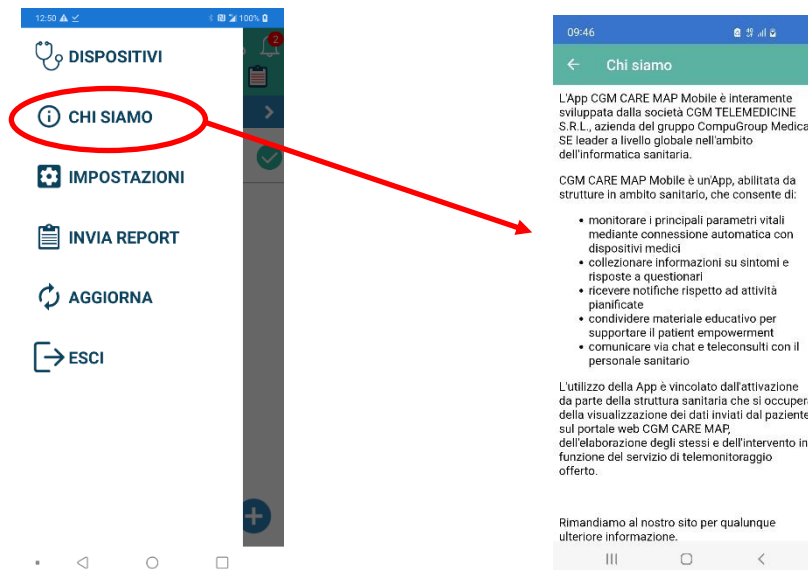 12:50
100%
2
DISPOSITIVI
CHI SIAMO
IMPOSTAZIONI
INVIA REPORT
AGGIORNA
ESCI
09:46
Chi siamo
L'App CGM CARE MAP Mobile è interamente
sviluppata dalla società CGM TELEMEDICINE
S.R.L., azienda del gruppo CompuGroup Medica
SE leader a livello globale nell'ambito
dell'informatica sanitaria.
CGM CARE MAP Mobile è un'App, abilitata da
strutture in ambito sanitario, che consente di:
• monitorare i principali parametri vitali
mediante connessione automatica con
dispositivi medici
• collezionare informazioni su sintomi e
risposte a questionari
• ricevere notifiche rispetto ad attività
pianificate
• condividere materiale educativo per
supportare il patient empowerment
• comunicare via chat e teleconsulti con il
personale sanitario
L'utilizzo della App è vincolato dall'attivazione
da parte della struttura sanitaria che si occuper
della visualizzazione dei dati inviati dal paziente
sul portale web CGM CARE MAP,
dell'elaborazione degli stessi e dell'intervento in
funzione del servizio di telemonitoraggio
offerto.
Rimandiamo al nostro sito per qualunque
ulteriore informazione.